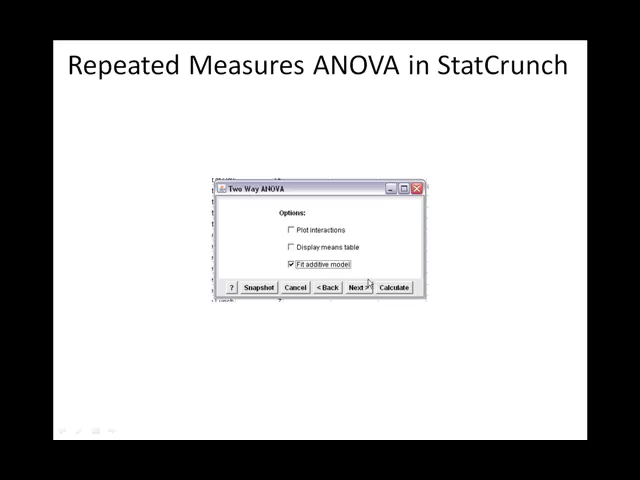 Repeated Measures ANOVA in StatCrunch
Two Way ANOVA
Options:
Plot interactions
Display means table
Fit additive model
? Snapshot Cancel < Back Next > Calculate